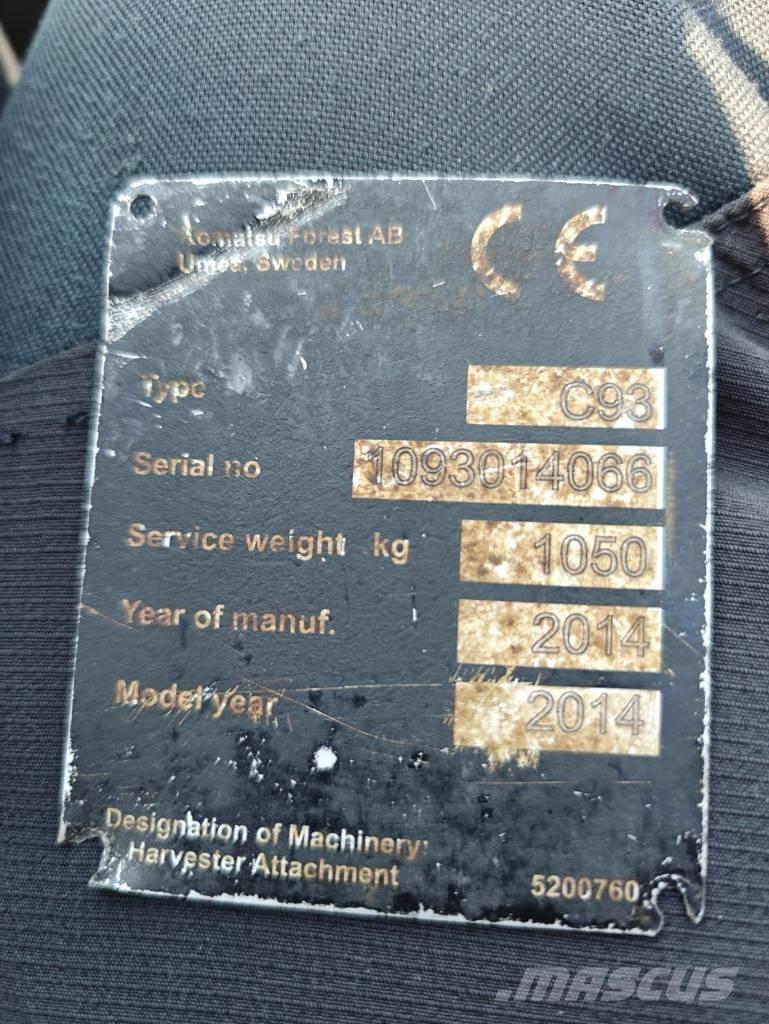 Komatsu Forest AB
Umeå, Sweden
CE
Type C93
Serial no 1093014066
Service weight kg 1050
Year of manuf. 2014
Model year 2014
Designation of Machinery:
Harvester Attachment
5200760
MASCUS